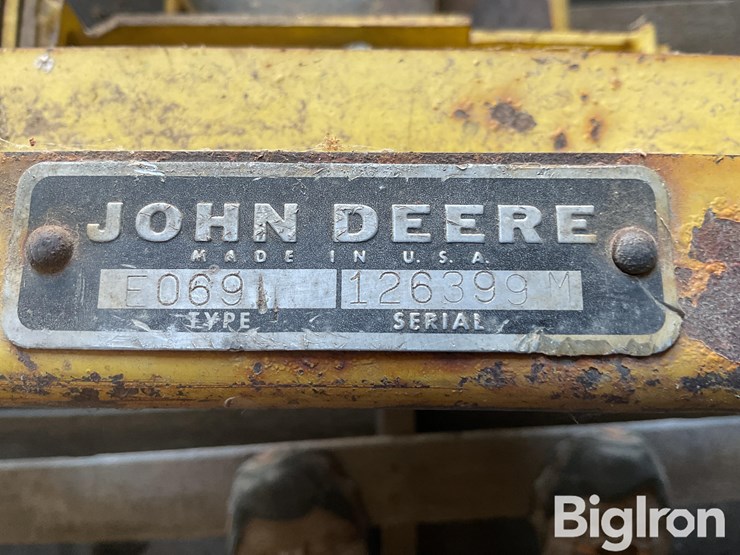 JOHN DEERE
MADE IN U.S.A.
E069 126399 M
TYPE SERIAL
BigIron